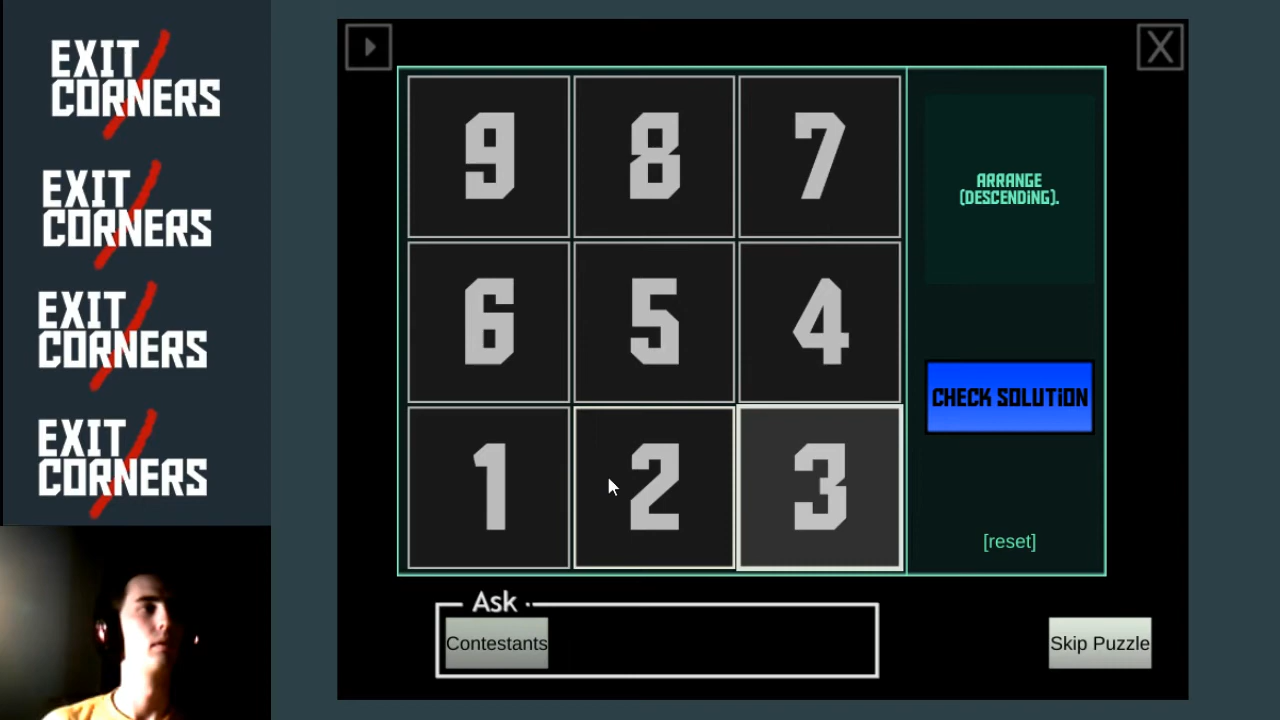 EXIT
CORNERS
EXIT
CORNERS
EXIT
CORNERS
EXIT
CORNERS
X
9 8 7
6 5 4
1 2 3
ARRANGE
(DESCENDING).
CHECK SOLUTION
[reset]
Ask
Contestants
Skip Puzzle